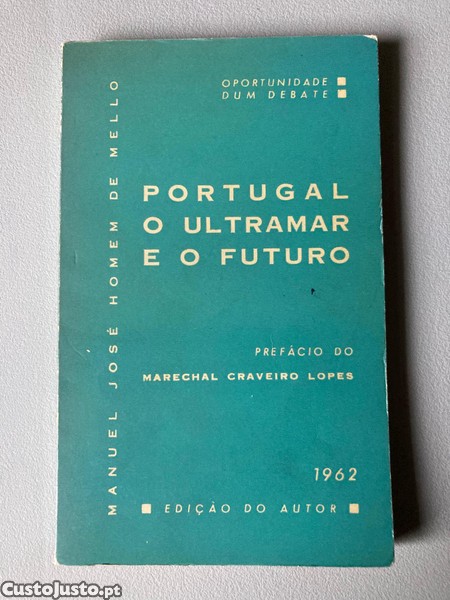 OPORTUNIDADE
DUM DEBATE
MANUEL JOSÉ HOMEM DE MELLO
PORTUGAL
O ULTRAMAR
E O FUTURO
PREFÁCIO DO
MARECHAL CRAVEIRO LOPES
1962
EDIÇÃO DO AUTOR
CustoJusto.pt